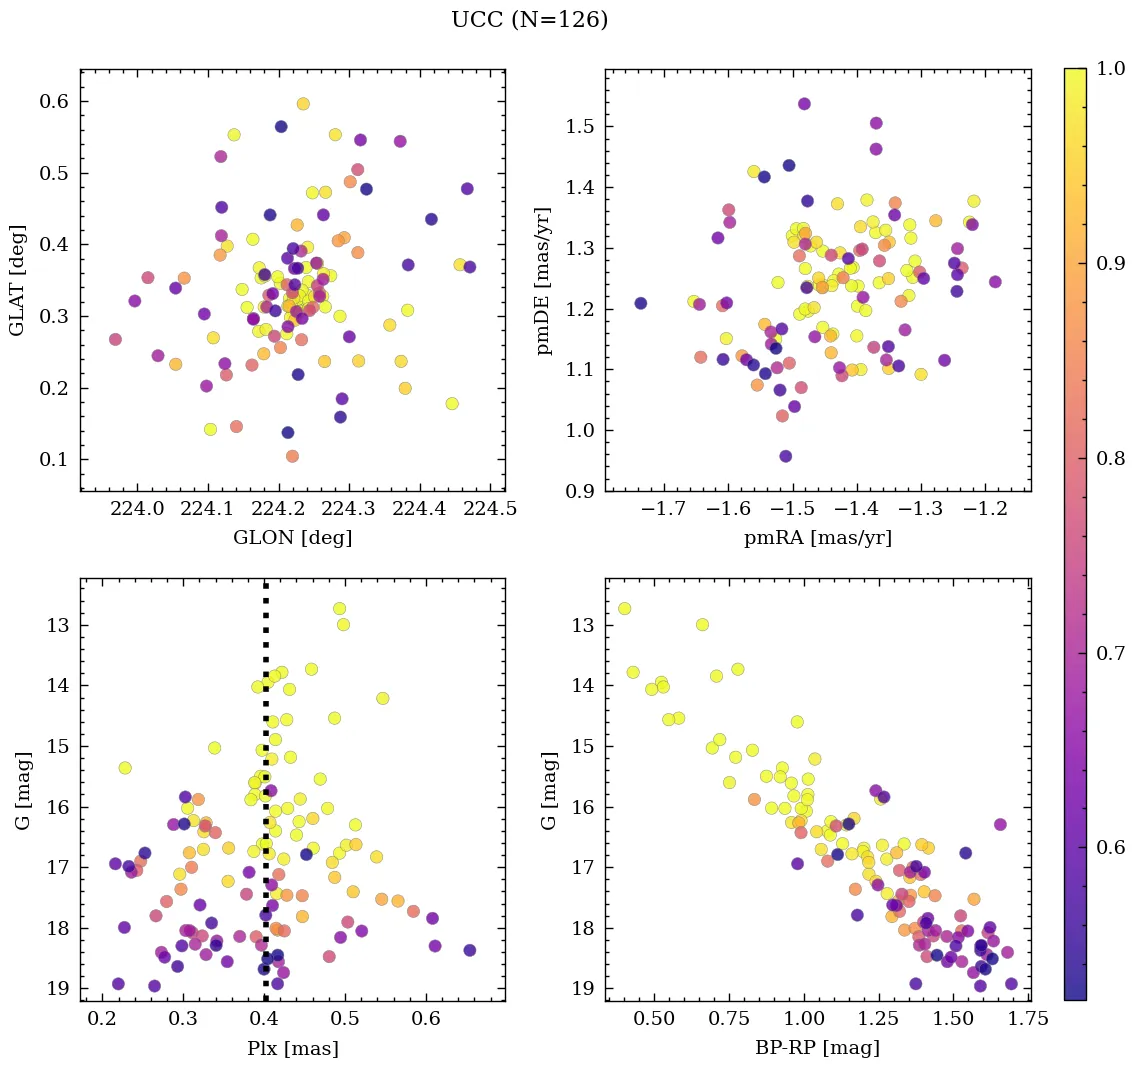 UCC (N=126)
0.6
0.5
0.4
0.3
0.2
0.1
GLAT [deg]
224.0 224.1 224.2 224.3 224.4 224.5
GLON [deg]
1.5
1.4
1.3
1.2
1.1
1.0
0.9
pmDE [mas/yr]
−1.7 −1.6 −1.5 −1.4 −1.3 −1.2
pmRA [mas/yr]
13
14
15
16
17
18
19
G [mag]
0.2 0.3 0.4 0.5 0.6
Plx [mas]
13
14
15
16
17
18
19
G [mag]
0.50 0.75 1.00 1.25 1.50 1.75
BP-RP [mag]
1.0
0.9
0.8
0.7
0.6